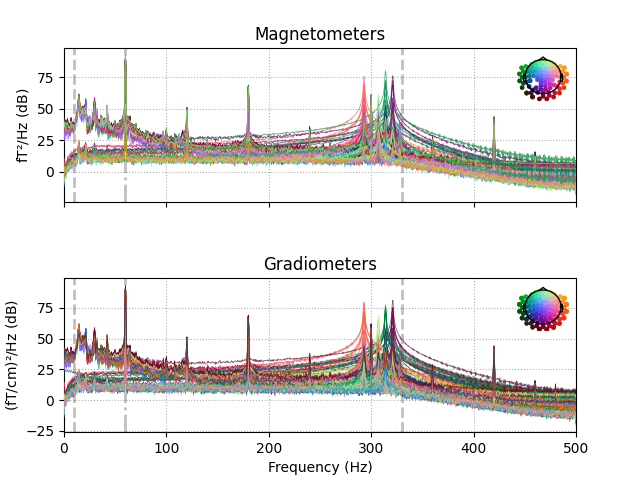 Magnetometers
75
50
25
0
fT²/Hz (dB)
Gradiometers
75
50
25
0
−25
(fT/cm)²/Hz (dB)
0 100 200 300 400 500
Frequency (Hz)